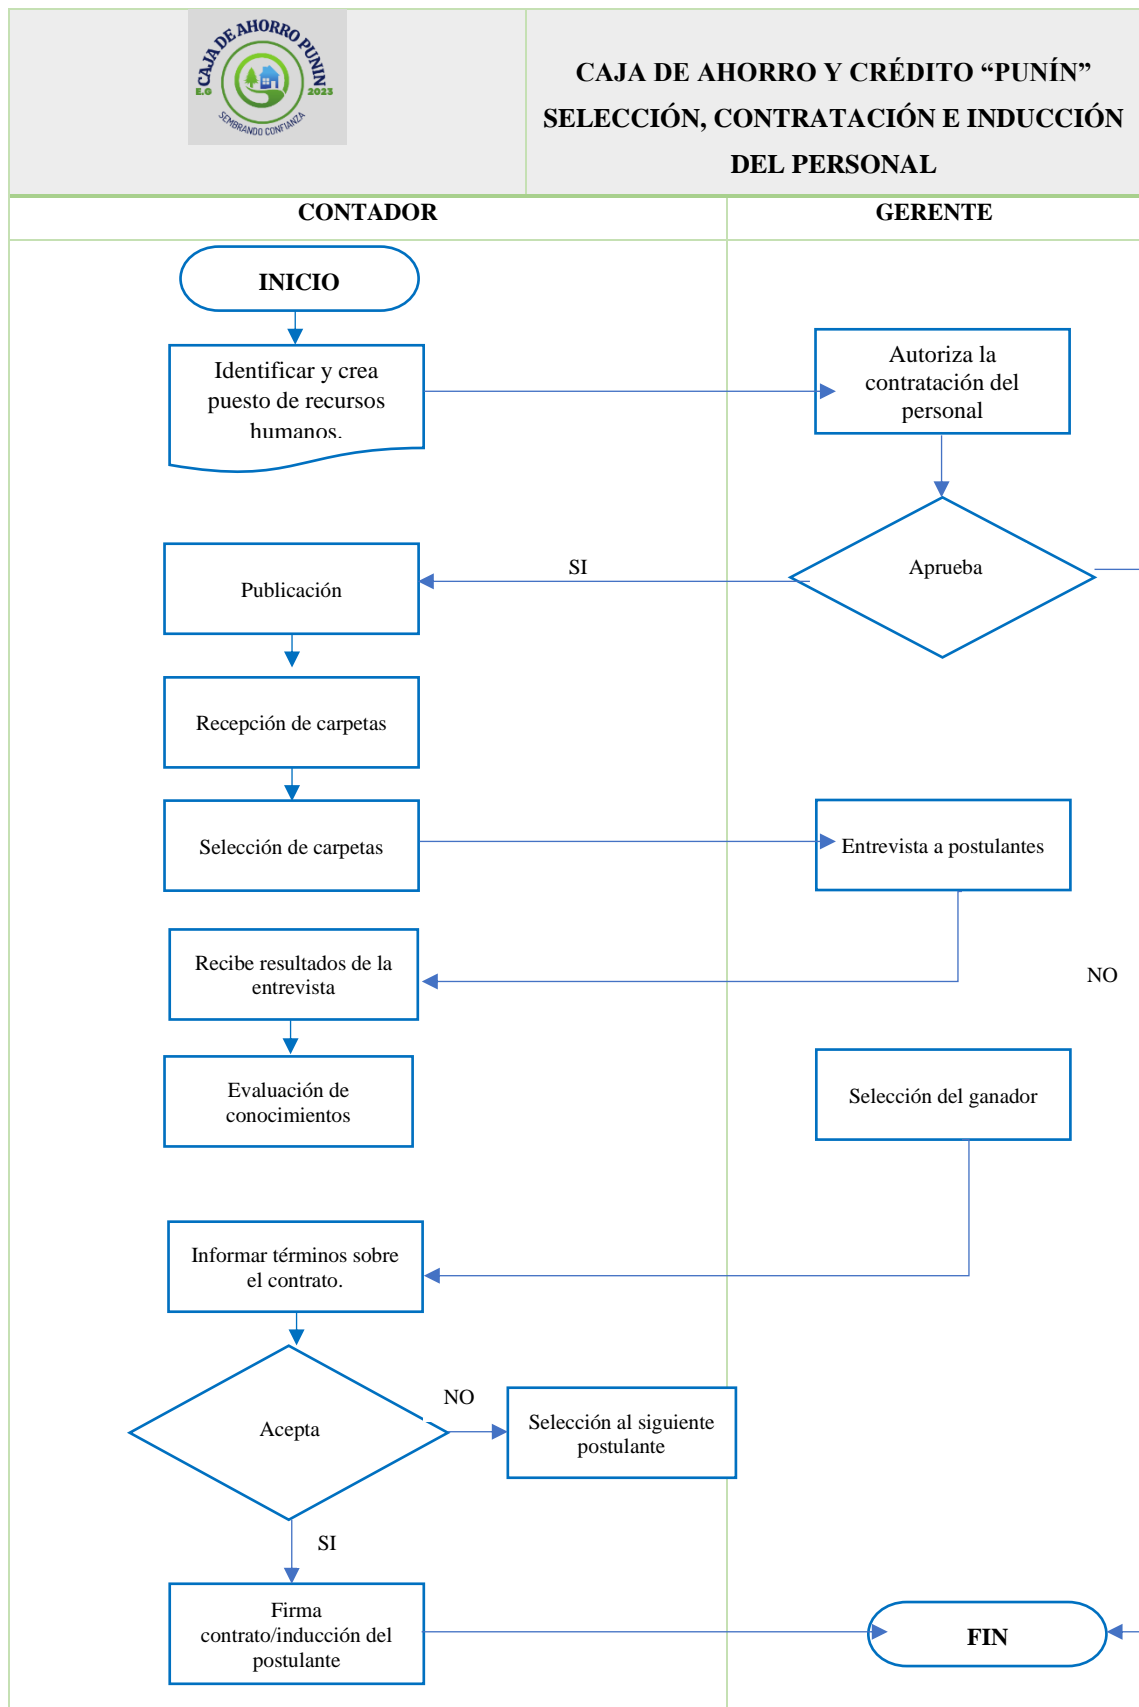 CAJA DE AHORRO PUNIN
E.G 2023
SEMBRANDO CONFIANZA
CAJA DE AHORRO Y CRÉDITO “PUNÍN”
SELECCIÓN, CONTRATACIÓN E INDUCCIÓN
DEL PERSONAL
CONTADOR
GERENTE
INICIO
Identificar y crea
puesto de recursos
humanos.
Autoriza la
contratación del
personal
Aprueba
SI
Publicación
Recepción de carpetas
Selección de carpetas
Entrevista a postulantes
Recibe resultados de la
entrevista
NO
Evaluación de
conocimientos
Selección del ganador
Informar términos sobre
el contrato.
Acepta
NO
Selección al siguiente
postulante
SI
Firma
contrato/inducción del
postulante
FIN